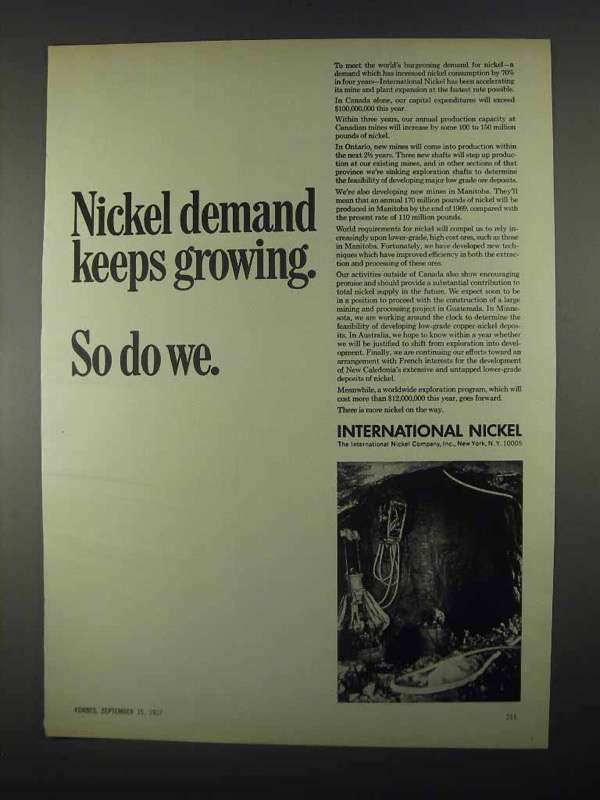 Nickel demand
keeps growing.
So do we.
To meet the world's burgeoning demand for nickel—a
demand which has increased nickel consumption by 70%
in four years—International Nickel has been accelerating
its mine and plant expansion at the fastest rate possible.
In Canada alone, our capital expenditures will exceed
$100,000,000 this year.
Within three years, our annual production capacity at
Canadian mines will increase by some 100 to 150 million
pounds of nickel.
In Ontario, new mines will come into production within
the next 2½ years. Three new shafts will step up produc-
tion at our existing mines, and in other sections of that
province we're sinking exploration shafts to determine
the feasibility of developing major low grade ore deposits.
We're also developing new mines in Manitoba. They'll
mean that an annual 170 million pounds of nickel will be
produced in Manitoba by the end of 1969, compared with
the present rate of 110 million pounds.
World requirements for nickel will compel us to rely in-
creasingly upon lower-grade, high cost ores, such as those
in Manitoba. Fortunately, we have developed new tech-
niques which have improved efficiency in both the extrac-
tion and processing of these ores.
Our activities outside of Canada also show encouraging
promise and should provide a substantial contribution to
total nickel supply in the future. We expect soon to be
in a position to proceed with the construction of a large
mining and processing project in Guatemala. In Minne-
sota, we are working around the clock to determine the
feasibility of developing low-grade copper-nickel depos-
its. In Australia, we hope to know within a year whether
we will be justified to shift from exploration into devel-
opment. Finally, we are continuing our efforts toward an
arrangement with French interests for the development
of New Caledonia's extensive and untapped lower-grade
deposits of nickel.
Meanwhile, a worldwide exploration program, which will
cost more than $12,000,000 this year, goes forward.
There is more nickel on the way.
INTERNATIONAL NICKEL
The International Nickel Company, Inc., New York, N.Y. 10005
FORBES, SEPTEMBER 15,